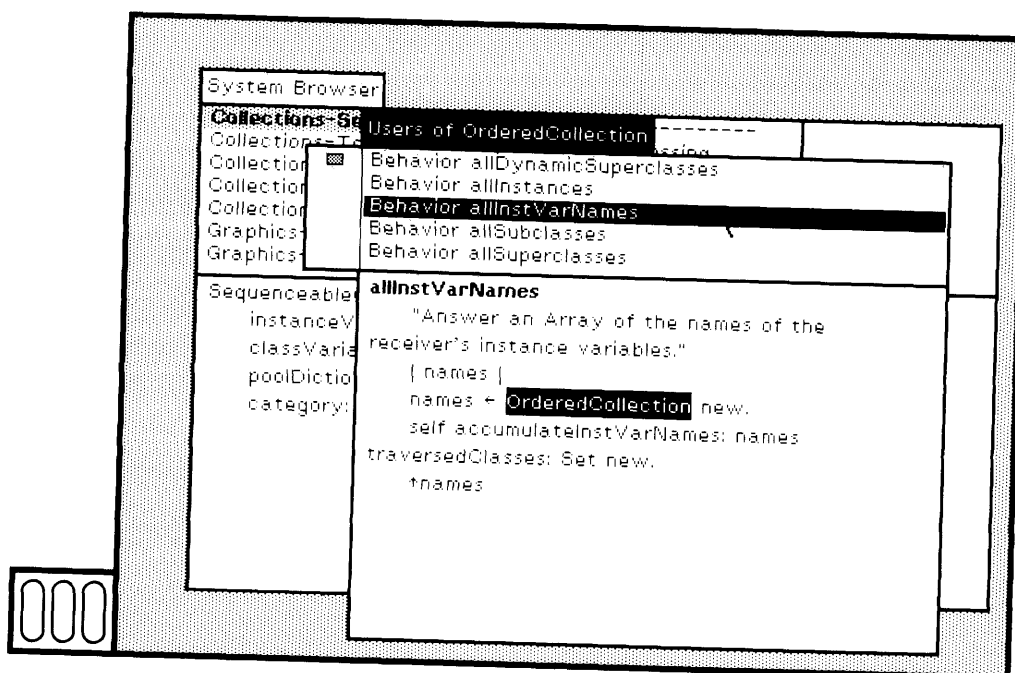 System Browser
Collections-Se
Collections-Te
Collection
Collection
Collection
Graphics-
Graphics-
Users of OrderedCollection
----------
Behavior allDynamicSuperclasses
Behavior allInstances
Behavior allInstVarNames
Behavior allSubclasses
Behavior allSuperclasses
Sequenceable
instanceV
classVaria
poolDictio
category:
allInstVarNames
"Answer an Array of the names of the
receiver's instance variables."
| names |
names ← OrderedCollection new.
self accumulateInstVarNames: names
traversedClasses: Set new.
↑names